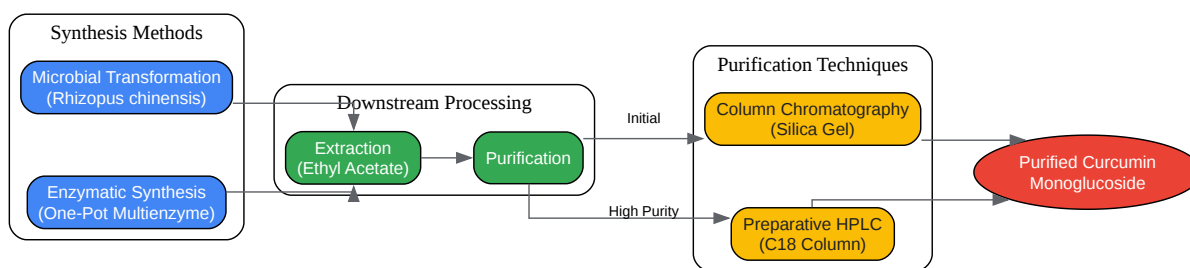 Synthesis Methods
Microbial Transformation
(Rhizopus chinensis)
Enzymatic Synthesis
(One-Pot Multienzyme)
Downstream Processing
Extraction
(Ethyl Acetate)
Purification
Initial
High Purity
Purification Techniques
Column Chromatography
(Silica Gel)
Preparative HPLC
(C18 Column)
Purified Curcumin
Monoglucoside